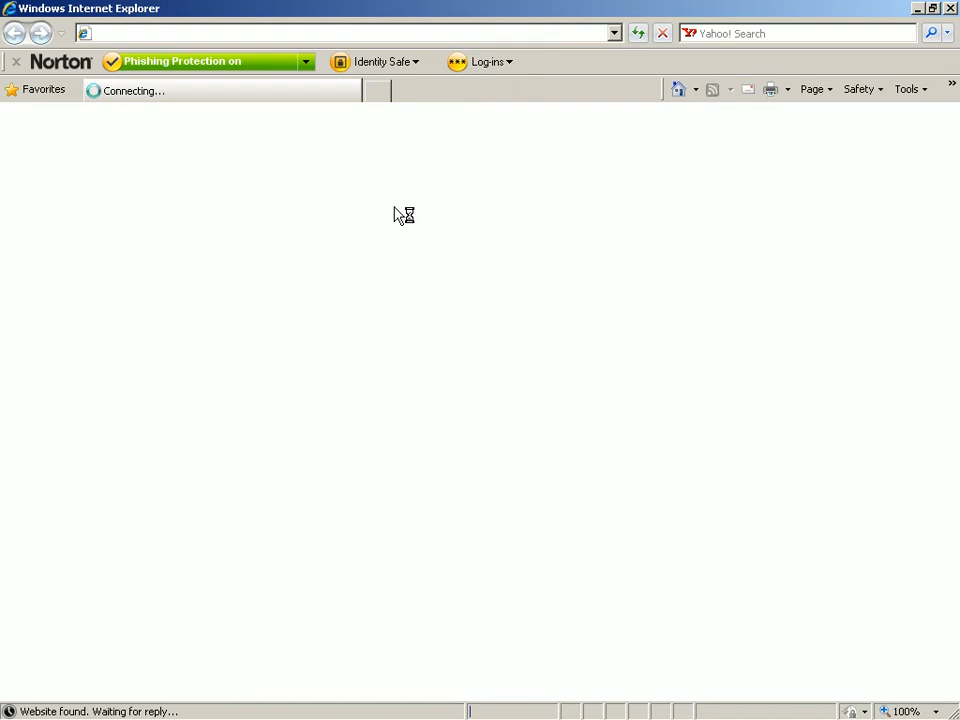 Windows Internet Explorer
Yahoo! Search
Norton Phishing Protection on Identity Safe Log-ins
Favorites Connecting... Page Safety Tools »
Website found. Waiting for reply... 100%